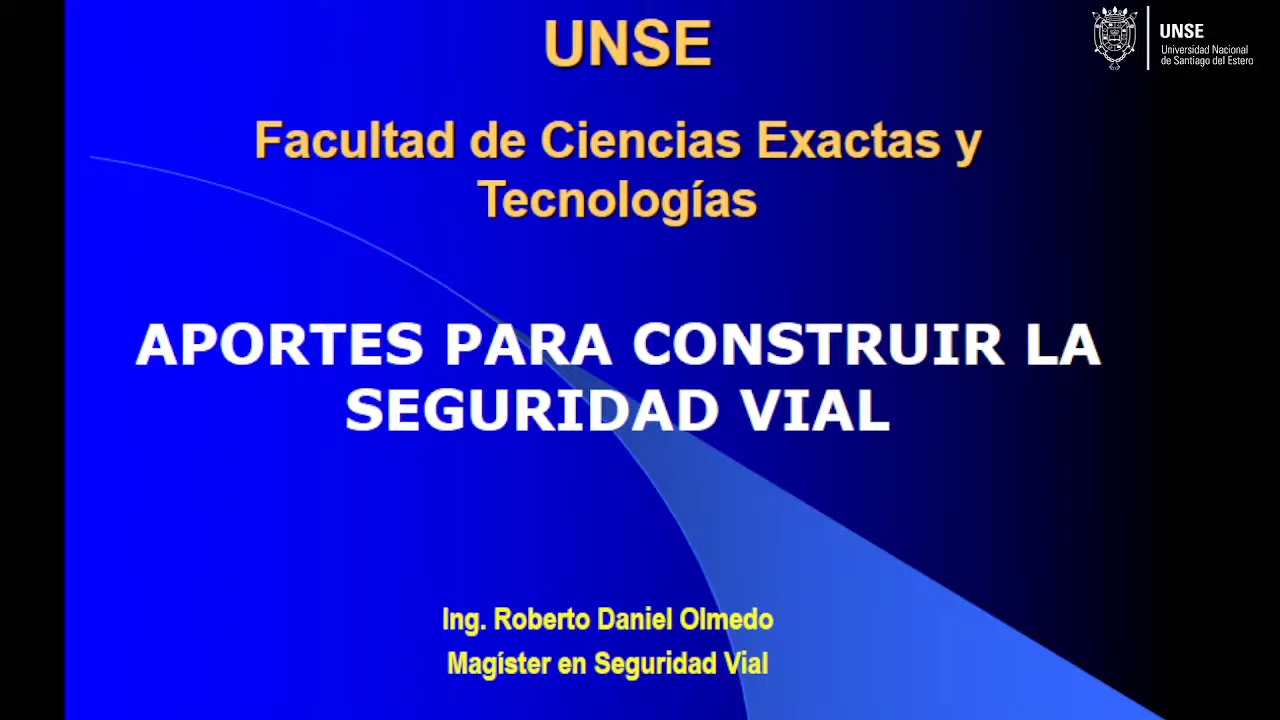 UNSE
UNSE
Universidad Nacional
de Santiago del Estero
Facultad de Ciencias Exactas y
Tecnologías
APORTES PARA CONSTRUIR LA
SEGURIDAD VIAL
Ing. Roberto Daniel Olmedo
Magíster en Seguridad Vial